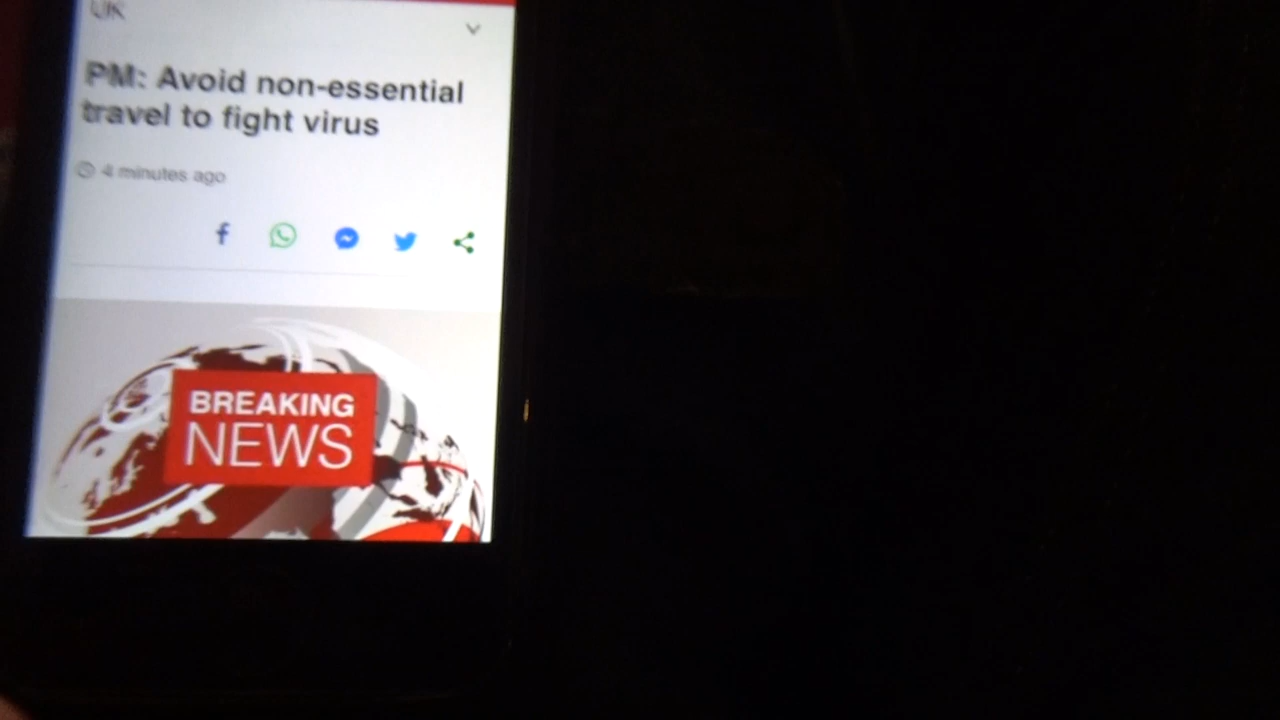 UK
PM: Avoid non-essential
travel to fight virus
4 minutes ago
BREAKING
NEWS